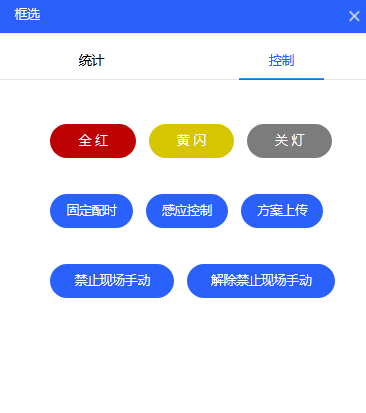 框选
统计 控制
全红 黄闪 关灯
固定配时 感应控制 方案上传
禁止现场手动 解除禁止现场手动